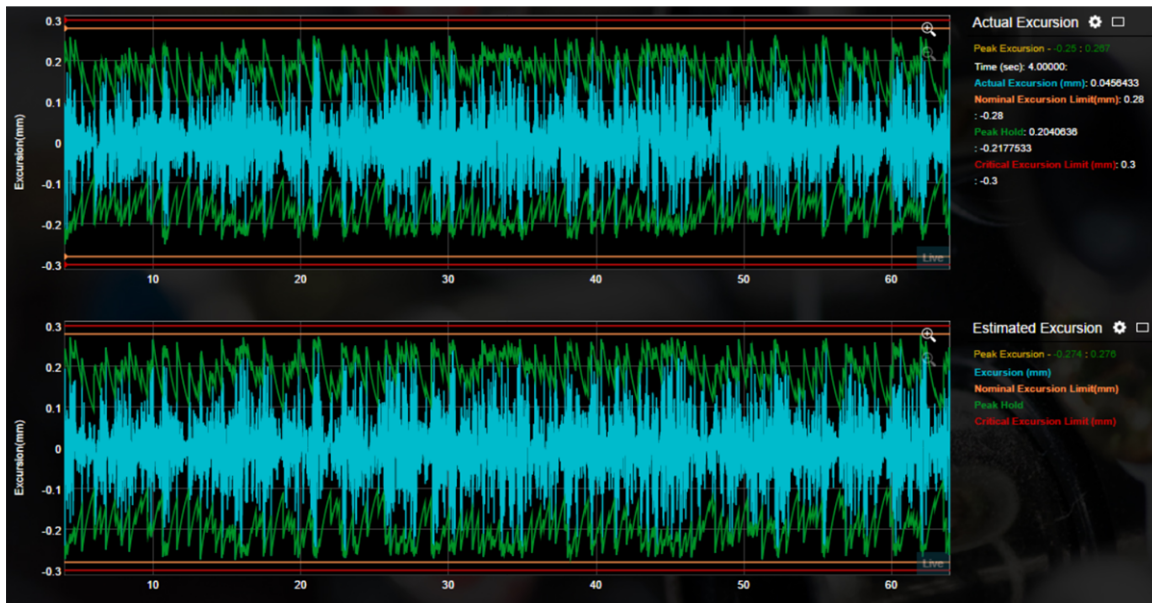 Actual Excursion
Peak Excursion - -0.25 : 0.267
Time (sec): 4.00000:
Actual Excursion (mm): 0.0456433
Nominal Excursion Limit(mm): 0.28
: -0.28
Peak Hold: 0.2040636
: -0.2177533
Critical Excursion Limit (mm): 0.3
: -0.3
Excursion(mm)
0.3
0.2
0.1
0
-0.1
-0.2
-0.3
10
20
30
40
50
60
Live
Estimated Excursion
Peak Excursion - -0.274 : 0.276
Excursion (mm)
Nominal Excursion Limit(mm)
Peak Hold
Critical Excursion Limit (mm)
Excursion(mm)
0.3
0.2
0.1
0
-0.1
-0.2
-0.3
10
20
30
40
50
60
Live